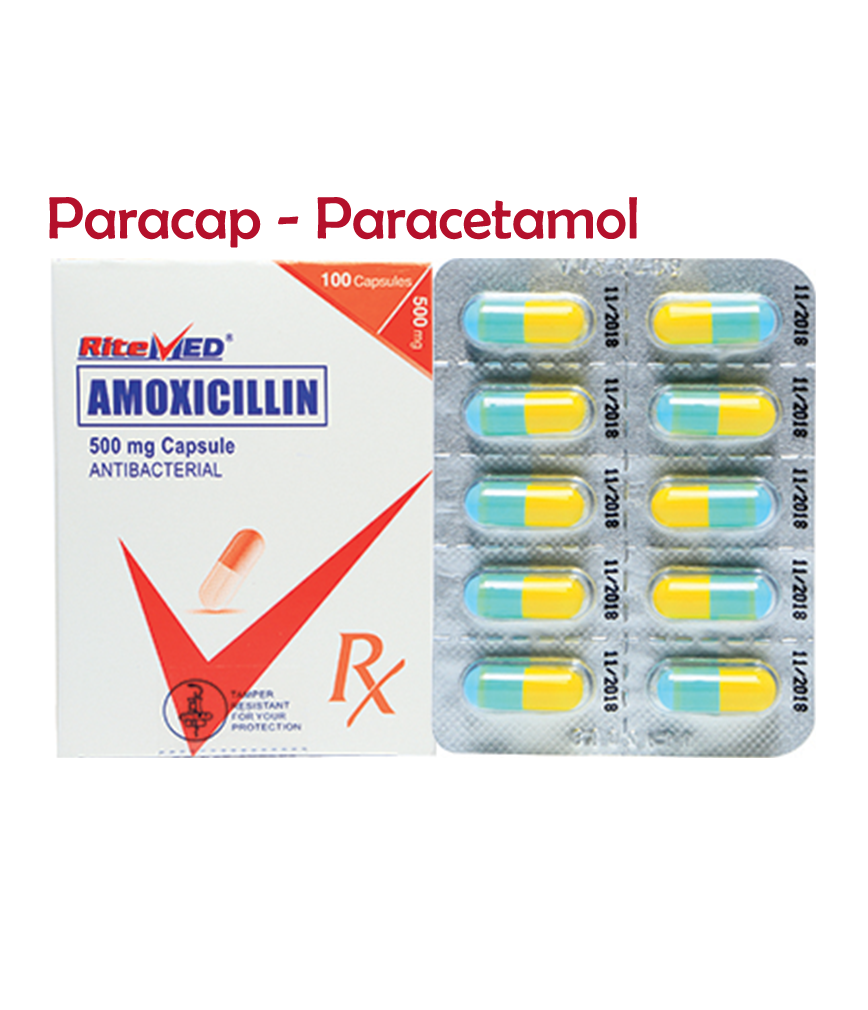 Paracap - Paracetamol
100 Capsules
500 mg
RiteMED®
AMOXICILLIN
500 mg Capsule
ANTIBACTERIAL
Rx
TAMPER
RESISTANT
FOR YOUR
PROTECTION
11/2018
11/2018
11/2018
11/2018
11/2018
11/2018
11/2018
11/2018
11/2018
11/2018